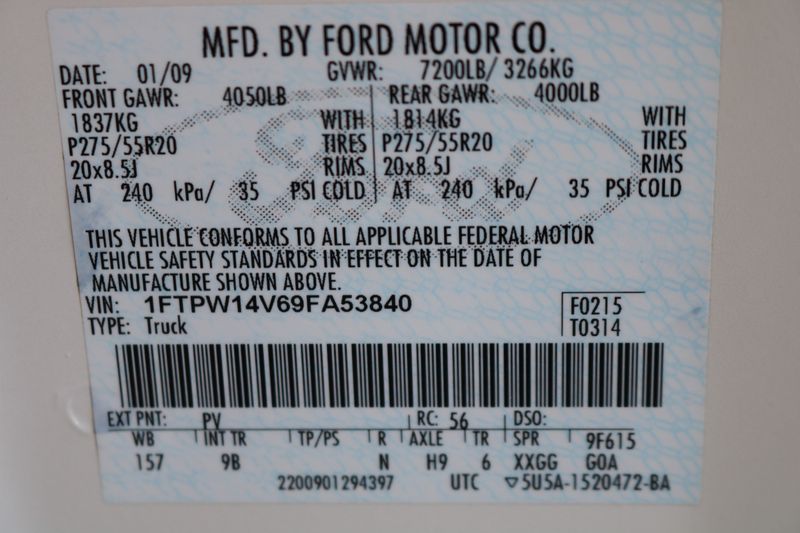 MFD. BY FORD MOTOR CO.
DATE: 01/09 GVWR: 7200LB/ 3266KG
FRONT GAWR: 4050LB REAR GAWR: 4000LB
1837KG WITH 1814KG WITH
P275/55R20 TIRES P275/55R20 TIRES
20x8.5J RIMS 20x8.5J RIMS
AT 240 kPa/ 35 PSI COLD AT 240 kPa/ 35 PSI COLD
Ford
THIS VEHICLE CONFORMS TO ALL APPLICABLE FEDERAL MOTOR
VEHICLE SAFETY STANDARDS IN EFFECT ON THE DATE OF
MANUFACTURE SHOWN ABOVE.
VIN: 1FTPW14V69FA53840 F0215
TYPE: Truck T0314
EXT PNT: PV RC: 56 DSO:
WB INT TR TP/PS R AXLE TR SPR 9F615
157 9B N H9 6 XXGG GOA
2200901294397 UTC ▽5U5A-1520472-BA